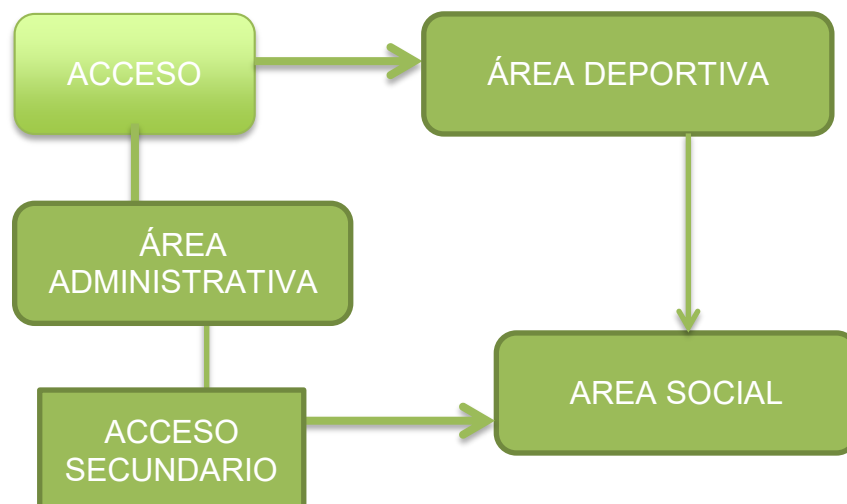 ACCESO
ÁREA DEPORTIVA
ÁREA
ADMINISTRATIVA
AREA SOCIAL
ACCESO
SECUNDARIO